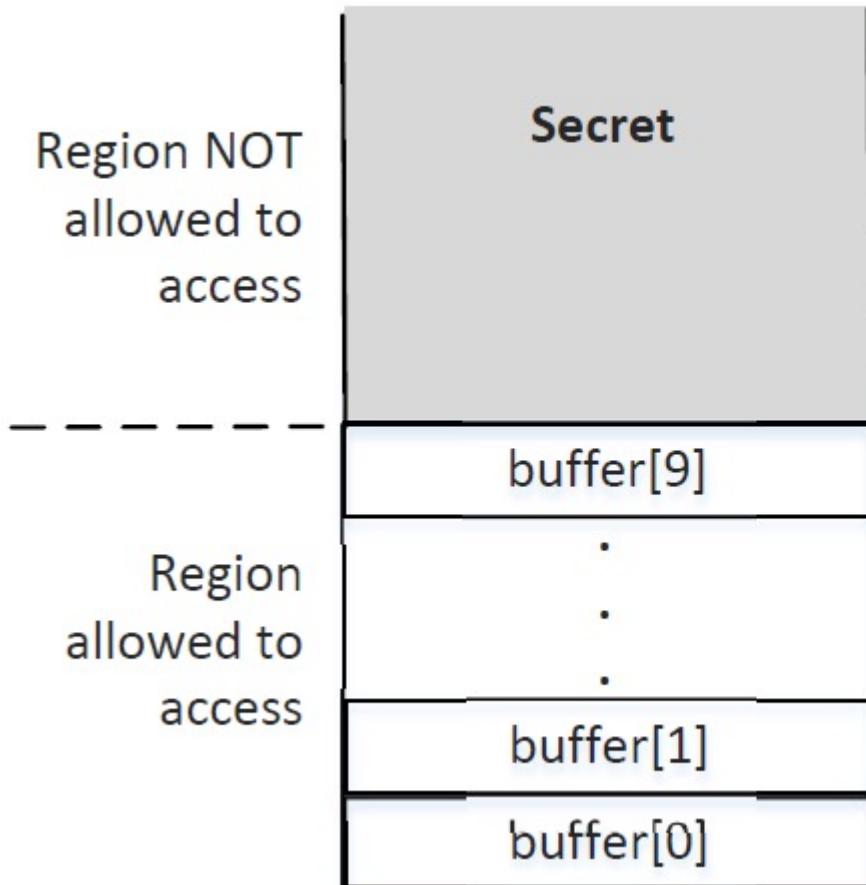 Secret
Region NOT
allowed to
access
buffer[9]
.
.
.
Region
allowed to
access
buffer[1]
buffer[0]